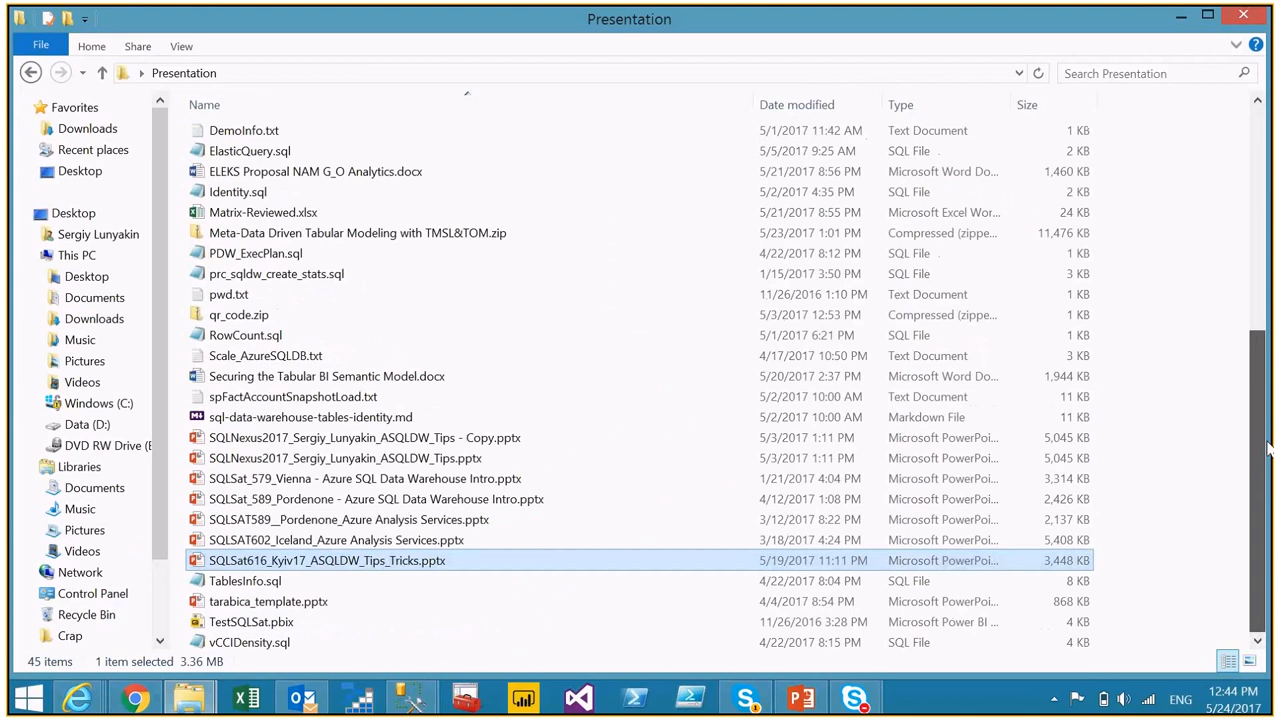 Presentation
File Home Share View
Presentation Search Presentation
Favorites
Downloads
Recent places
Desktop
Desktop
Sergiy Lunyakin
This PC
Desktop
Documents
Downloads
Music
Pictures
Videos
Windows (C:)
Data (D:)
DVD RW Drive (E
Libraries
Documents
Music
Pictures
Videos
Network
Control Panel
Recycle Bin
Crap
Name Date modified Type Size
DemoInfo.txt 5/1/2017 11:42 AM Text Document 1 KB
ElasticQuery.sql 5/5/2017 9:25 AM SQL File 2 KB
ELEKS Proposal NAM G_O Analytics.docx 5/21/2017 8:56 PM Microsoft Word Do... 1,460 KB
Identity.sql 5/2/2017 4:35 PM SQL File 2 KB
Matrix-Reviewed.xlsx 5/21/2017 8:55 PM Microsoft Excel Wor... 24 KB
Meta-Data Driven Tabular Modeling with TMSL&TOM.zip 5/23/2017 1:01 PM Compressed (zippe... 11,476 KB
PDW_ExecPlan.sql 4/22/2017 8:12 PM SQL File 1 KB
prc_sqldw_create_stats.sql 1/15/2017 3:50 PM SQL File 3 KB
pwd.txt 11/26/2016 1:10 PM Text Document 1 KB
qr_code.zip 5/3/2017 12:53 PM Compressed (zippe... 1 KB
RowCount.sql 5/1/2017 6:21 PM SQL File 1 KB
Scale_AzureSQLDB.txt 4/17/2017 10:50 PM Text Document 3 KB
Securing the Tabular BI Semantic Model.docx 5/20/2017 2:37 PM Microsoft Word Do... 1,944 KB
spFactAccountSnapshotLoad.txt 5/2/2017 10:00 AM Text Document 11 KB
sql-data-warehouse-tables-identity.md 5/2/2017 10:00 AM Markdown File 11 KB
SQLNexus2017_Sergiy_Lunyakin_ASQLDW_Tips - Copy.pptx 5/3/2017 1:11 PM Microsoft PowerPoi... 5,045 KB
SQLNexus2017_Sergiy_Lunyakin_ASQLDW_Tips.pptx 5/3/2017 1:11 PM Microsoft PowerPoi... 5,045 KB
SQLSat_579_Vienna - Azure SQL Data Warehouse Intro.pptx 1/21/2017 4:04 PM Microsoft PowerPoi... 3,314 KB
SQLSat_589_Pordenone - Azure SQL Data Warehouse Intro.pptx 4/12/2017 1:08 PM Microsoft PowerPoi... 2,426 KB
SQLSAT589__Pordenone_Azure Analysis Services.pptx 3/12/2017 8:22 PM Microsoft PowerPoi... 2,137 KB
SQLSAT602_Iceland_Azure Analysis Services.pptx 3/18/2017 4:24 PM Microsoft PowerPoi... 5,408 KB
SQLSat616_Kyiv17_ASQLDW_Tips_Tricks.pptx 5/19/2017 11:11 PM Microsoft PowerPoi... 3,448 KB
TablesInfo.sql 4/22/2017 8:04 PM SQL File 8 KB
tarabica_template.pptx 4/4/2017 8:54 PM Microsoft PowerPoi... 868 KB
TestSQLSat.pbix 11/26/2016 3:28 PM Microsoft Power BI ... 4 KB
vCCIDensity.sql 4/22/2017 8:15 PM SQL File 4 KB
45 items 1 item selected 3.36 MB
ENG 12:44 PM
5/24/2017